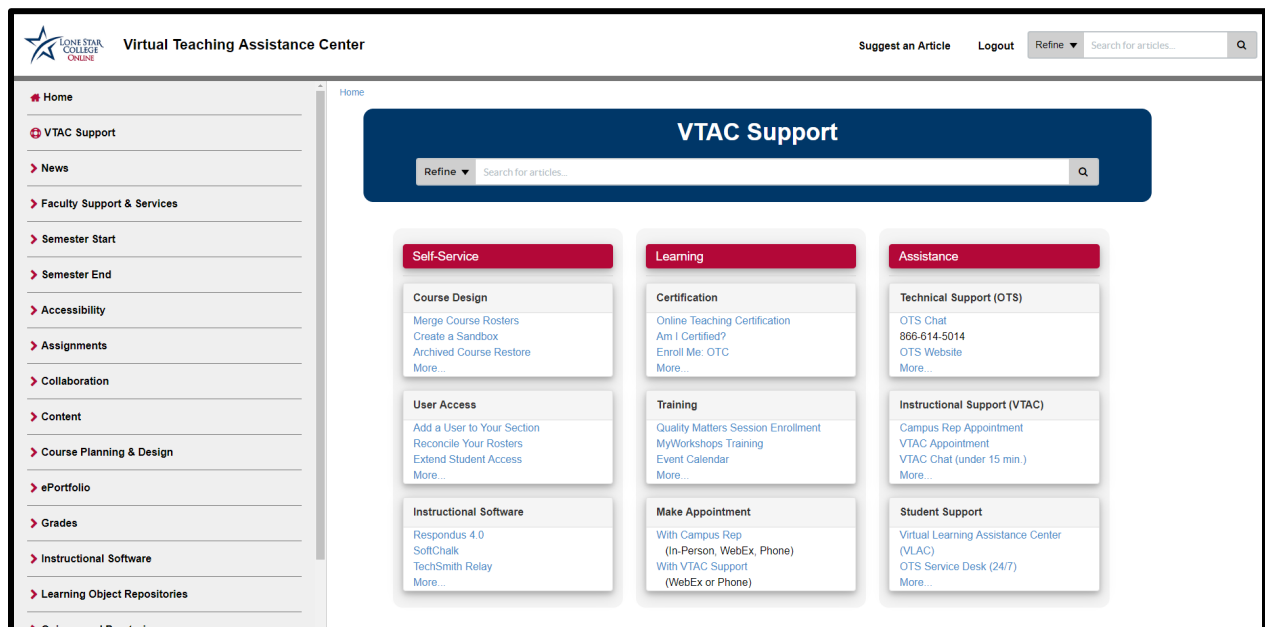 LONE STAR
COLLEGE
ONLINE
Virtual Teaching Assistance Center
Suggest an Article
Logout
Refine
Search for articles...
Home
VTAC Support
News
Faculty Support & Services
Semester Start
Semester End
Accessibility
Assignments
Collaboration
Content
Course Planning & Design
ePortfolio
Grades
Instructional Software
Learning Object Repositories
Home
VTAC Support
Refine
Search for articles...
Self-Service
Course Design
Merge Course Rosters
Create a Sandbox
Archived Course Restore
More...
User Access
Add a User to Your Section
Reconcile Your Rosters
Extend Student Access
More...
Instructional Software
Respondus 4.0
SoftChalk
TechSmith Relay
More...
Learning
Certification
Online Teaching Certification
Am I Certified?
Enroll Me: OTC
More...
Training
Quality Matters Session Enrollment
MyWorkshops Training
Event Calendar
More...
Make Appointment
With Campus Rep
(In-Person, WebEx, Phone)
With VTAC Support
(WebEx or Phone)
Assistance
Technical Support (OTS)
OTS Chat
866-614-5014
OTS Website
More...
Instructional Support (VTAC)
Campus Rep Appointment
VTAC Appointment
VTAC Chat (under 15 min.)
More...
Student Support
Virtual Learning Assistance Center
(VLAC)
OTS Service Desk (24/7)
More...